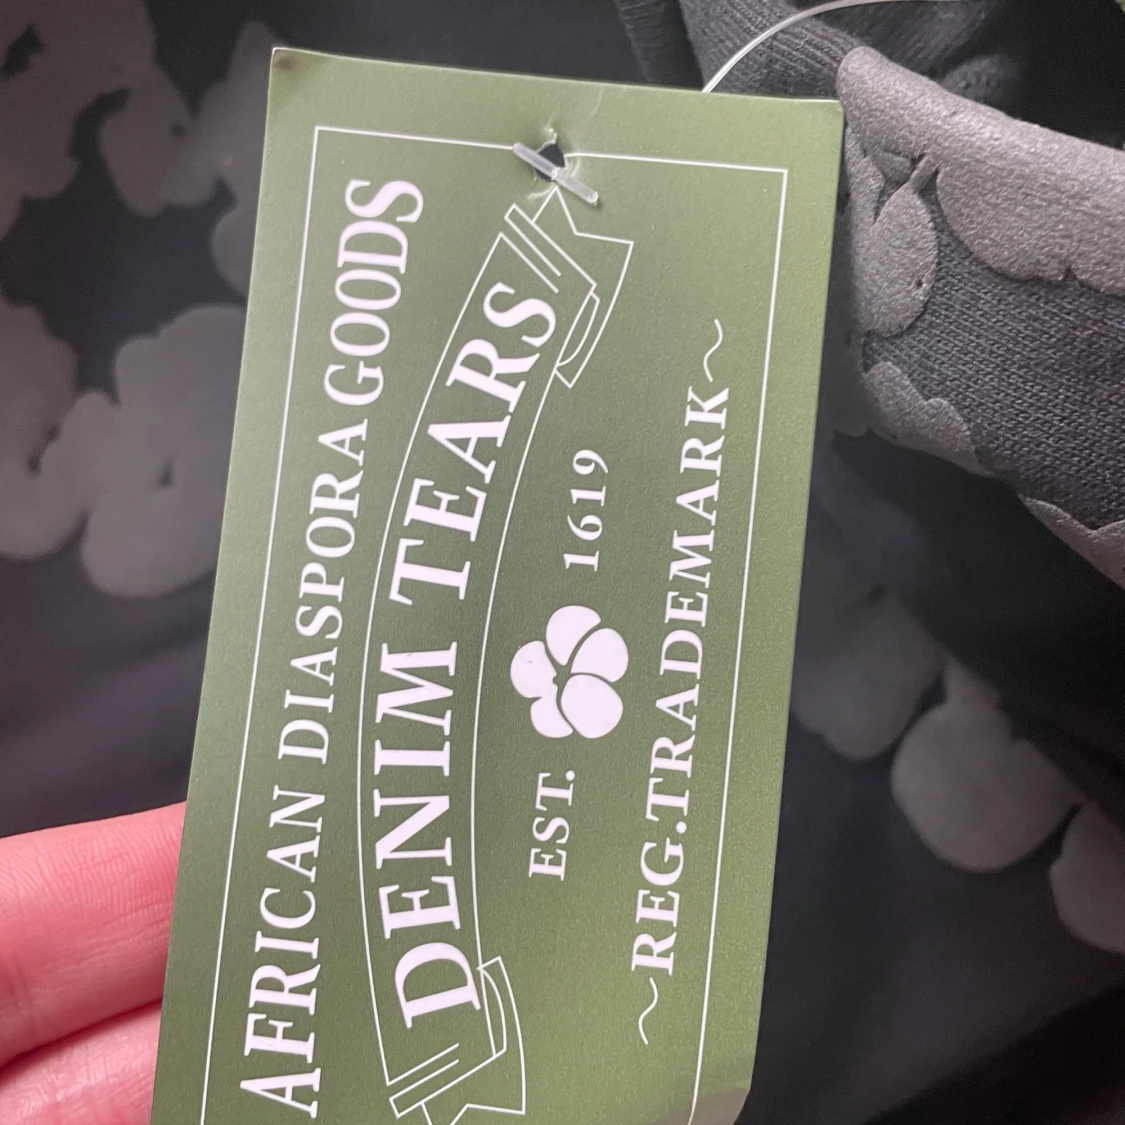 AFRICAN DIASPORA GOODS
DENIM TEARS
EST. 1619
~REG.TRADEMARK~